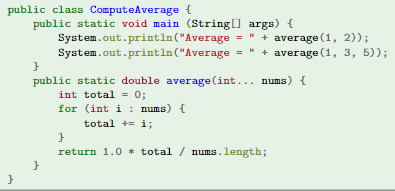 public class ComputeAverage {
    public static void main (String[] args) {
        System.out.println("Average = " + average(1, 2));
        System.out.println("Average = " + average(1, 3, 5));
    }
    public static double average(int... nums) {
        int total = 0;
        for (int i : nums) {
            total += i;
        }
        return 1.0 * total / nums.length;
    }
}